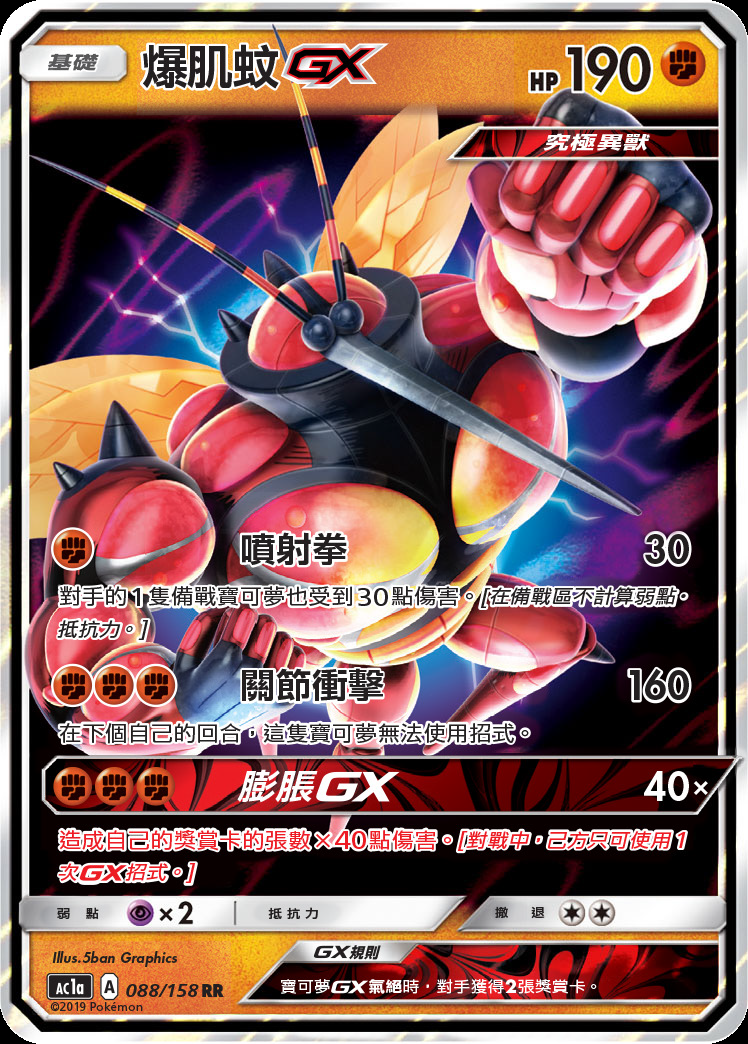 基礎 爆肌蚊GX HP 190
究極異獸
噴射拳 30
對手的1隻備戰寶可夢也受到30點傷害。[在備戰區不計算弱點、
抵抗力。]
關節衝擊 160
在下個自己的回合,這隻寶可夢無法使用招式。
膨脹GX 40×
造成自己的獎賞卡的張數×40點傷害。[對戰中,己方只可使用1
次GX招式。]
弱點 ×2 抵抗力 撤退
Illus.5ban Graphics
GX規則
AC1a A 088/158 RR
寶可夢GX氣絕時,對手獲得2張獎賞卡。
©2019 Pokémon